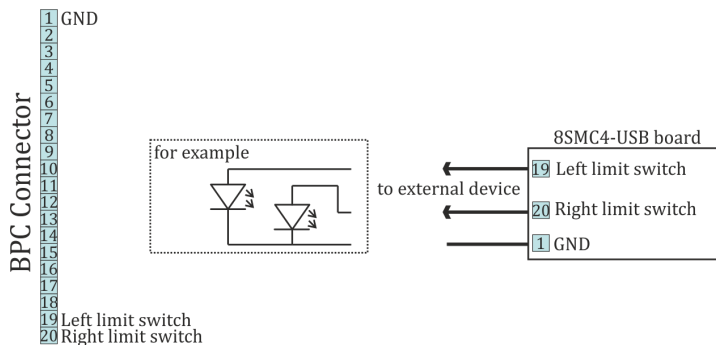 BPC Connector
1 GND
2
3
4
5
6
7
8
9
10
11
12
13
14
15
16
17
18
19 Left limit switch
20 Right limit switch
for example
to external device
8SMC4-USB board
19 Left limit switch
20 Right limit switch
1 GND